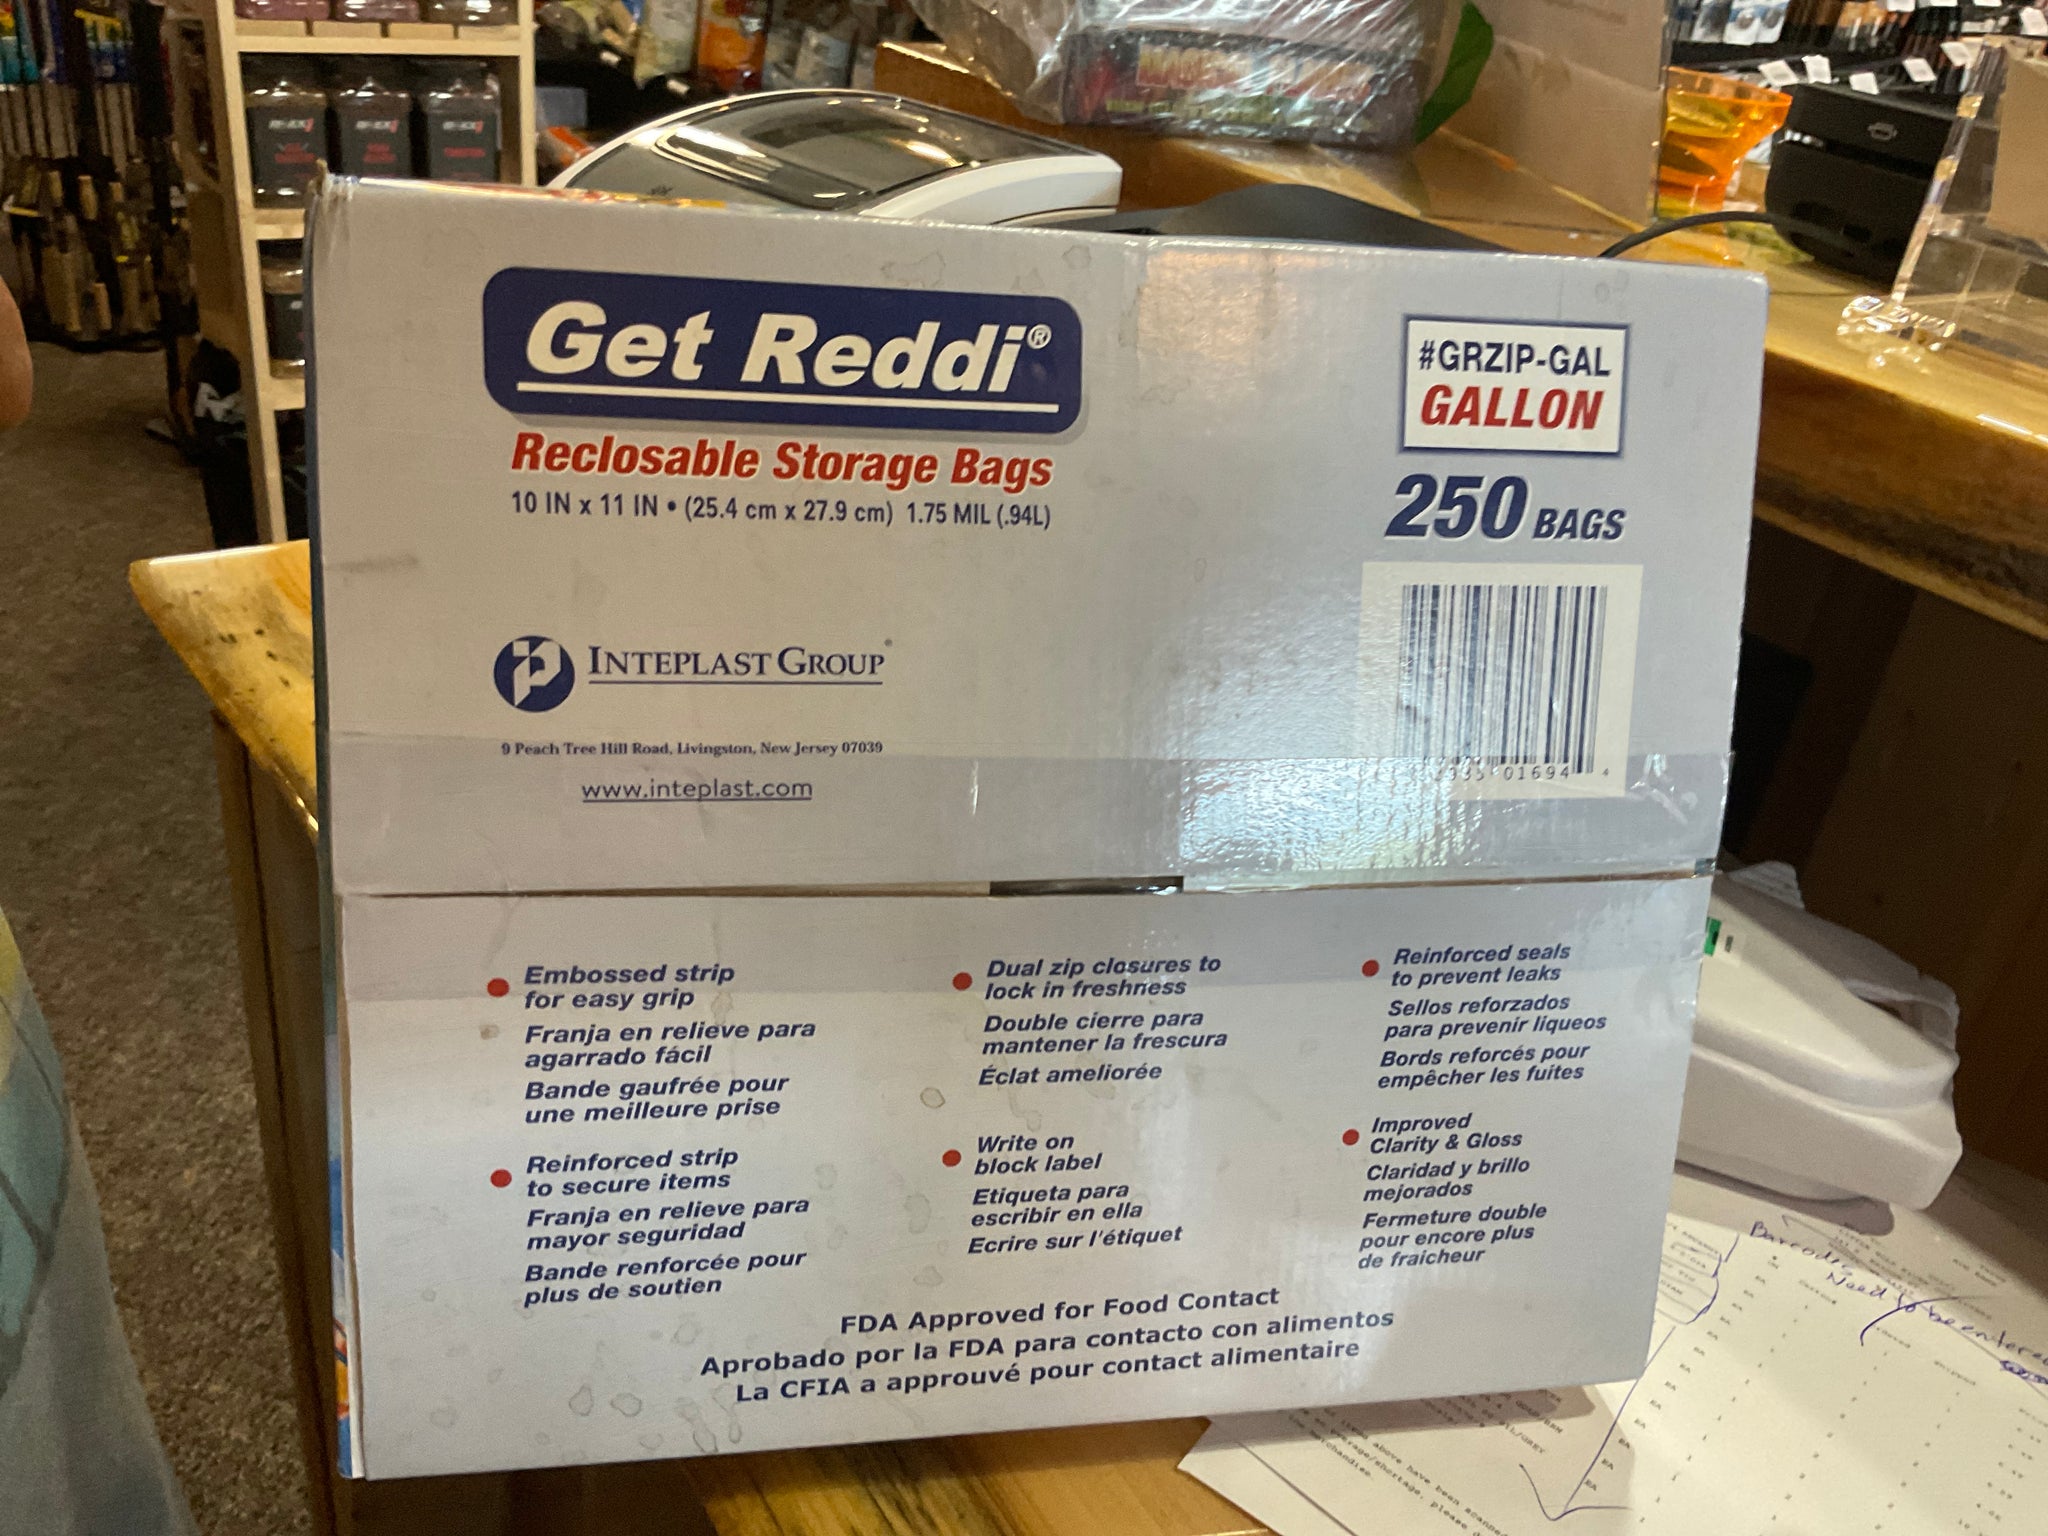 Get Reddi®
Reclosable Storage Bags
10 IN x 11 IN • (25.4 cm x 27.9 cm) 1.75 MIL (.94L)
#GRZIP-GAL
GALLON
250 BAGS
INTEPLAST GROUP
9 Peach Tree Hill Road, Livingston, New Jersey 07039
www.inteplast.com
01694 4
Embossed strip
for easy grip
Franja en relieve para
agarrado fácil
Bande gaufrée pour
une meilleure prise
Reinforced strip
to secure items
Franja en relieve para
mayor seguridad
Bande renforcée pour
plus de soutien
Dual zip closures to
lock in freshness
Double cierre para
mantener la frescura
Éclat ameliorée
Write on
block label
Etiqueta para
escribir en ella
Ecrire sur l'étiquet
Reinforced seals
to prevent leaks
Sellos reforzados
para prevenir liqueos
Bords reforcés pour
empêcher les fuites
Improved
Clarity & Gloss
Claridad y brillo
mejorados
Fermeture double
pour encore plus
de fraicheur
FDA Approved for Food Contact
Aprobado por la FDA para contacto con alimentos
La CFIA a approuvé pour contact alimentaire
Barcodes
Need to be entered